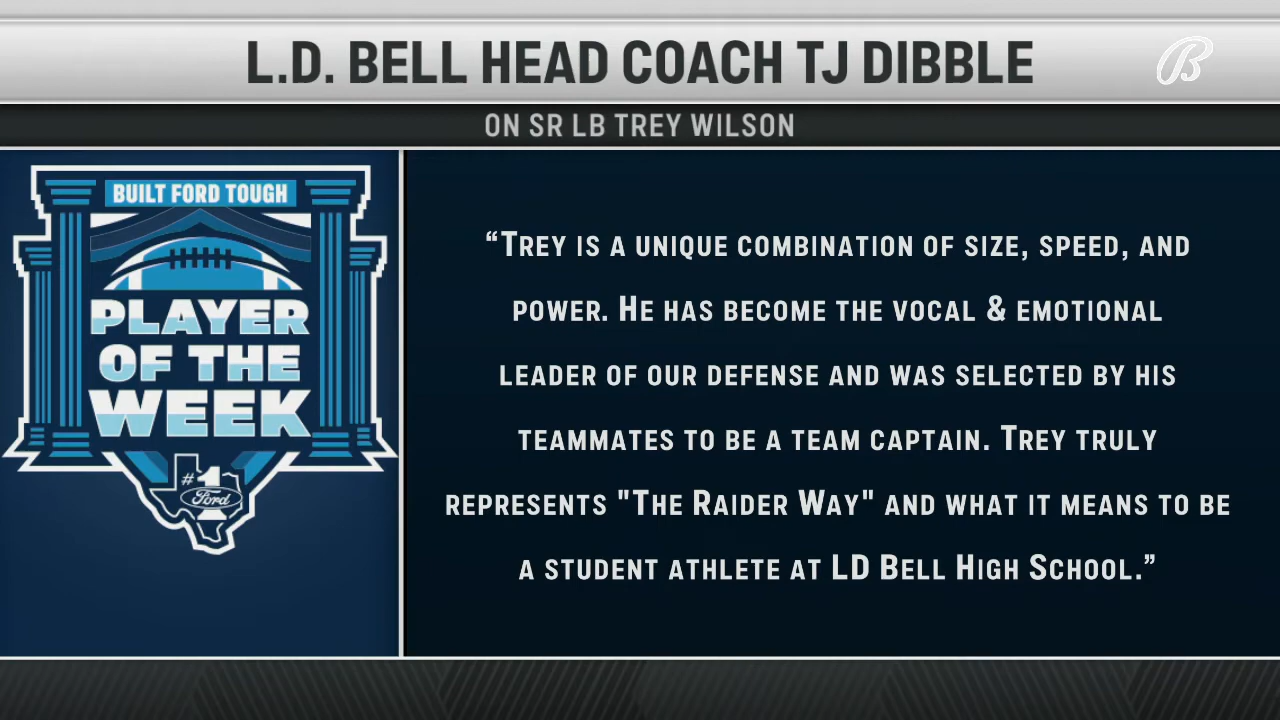 L.D. BELL HEAD COACH TJ DIBBLE
B
ON SR LB TREY WILSON
BUILT FORD TOUGH
PLAYER
OF THE
WEEK
#1
Ford
“TREY IS A UNIQUE COMBINATION OF SIZE, SPEED, AND
POWER. HE HAS BECOME THE VOCAL & EMOTIONAL
LEADER OF OUR DEFENSE AND WAS SELECTED BY HIS
TEAMMATES TO BE A TEAM CAPTAIN. TREY TRULY
REPRESENTS "THE RAIDER WAY" AND WHAT IT MEANS TO BE
A STUDENT ATHLETE AT LD BELL HIGH SCHOOL.”